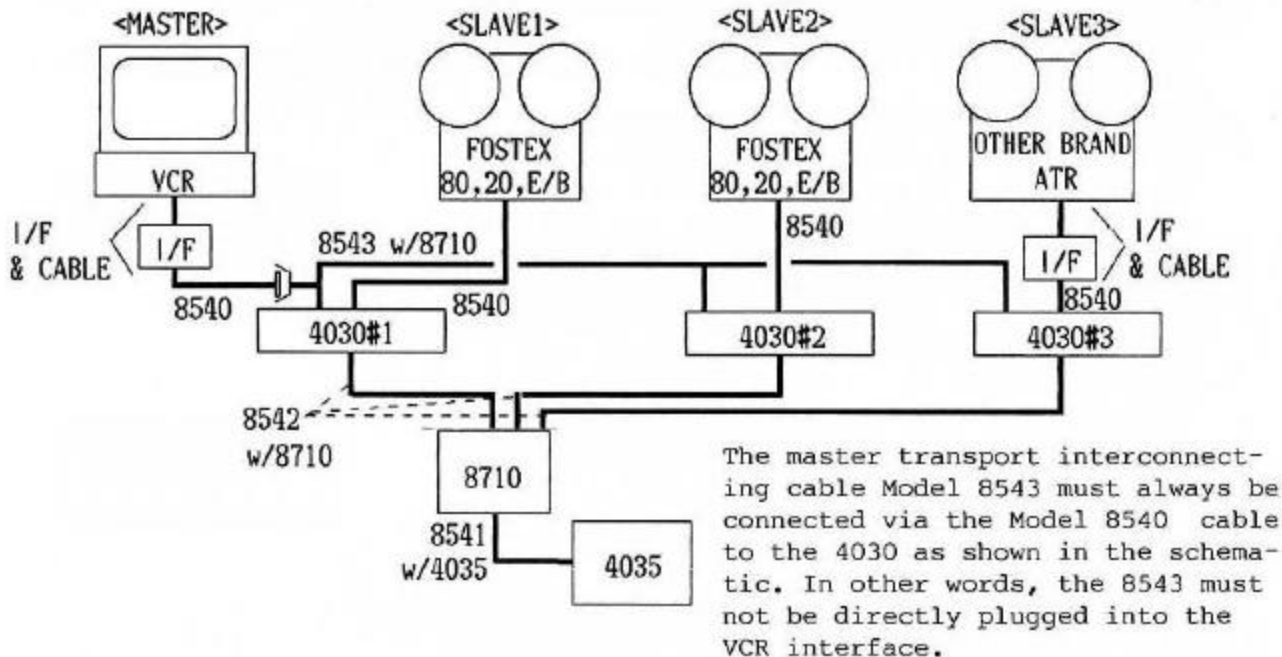 <MASTER> <SLAVE1> <SLAVE2> <SLAVE3>
VCR
FOSTEX
80,20,E/B
FOSTEX
80,20,E/B
OTHER BRAND
ATR
I/F
& CABLE
I/F
8540
8543 w/8710
8540
8540
I/F
8540
I/F
& CABLE
4030#1
4030#2
4030#3
8542
w/8710
8710
8541
w/4035
4035
The master transport interconnect-
ing cable Model 8543 must always be
connected via the Model 8540 cable
to the 4030 as shown in the schema-
tic. In other words, the 8543 must
not be directly plugged into the
VCR interface.